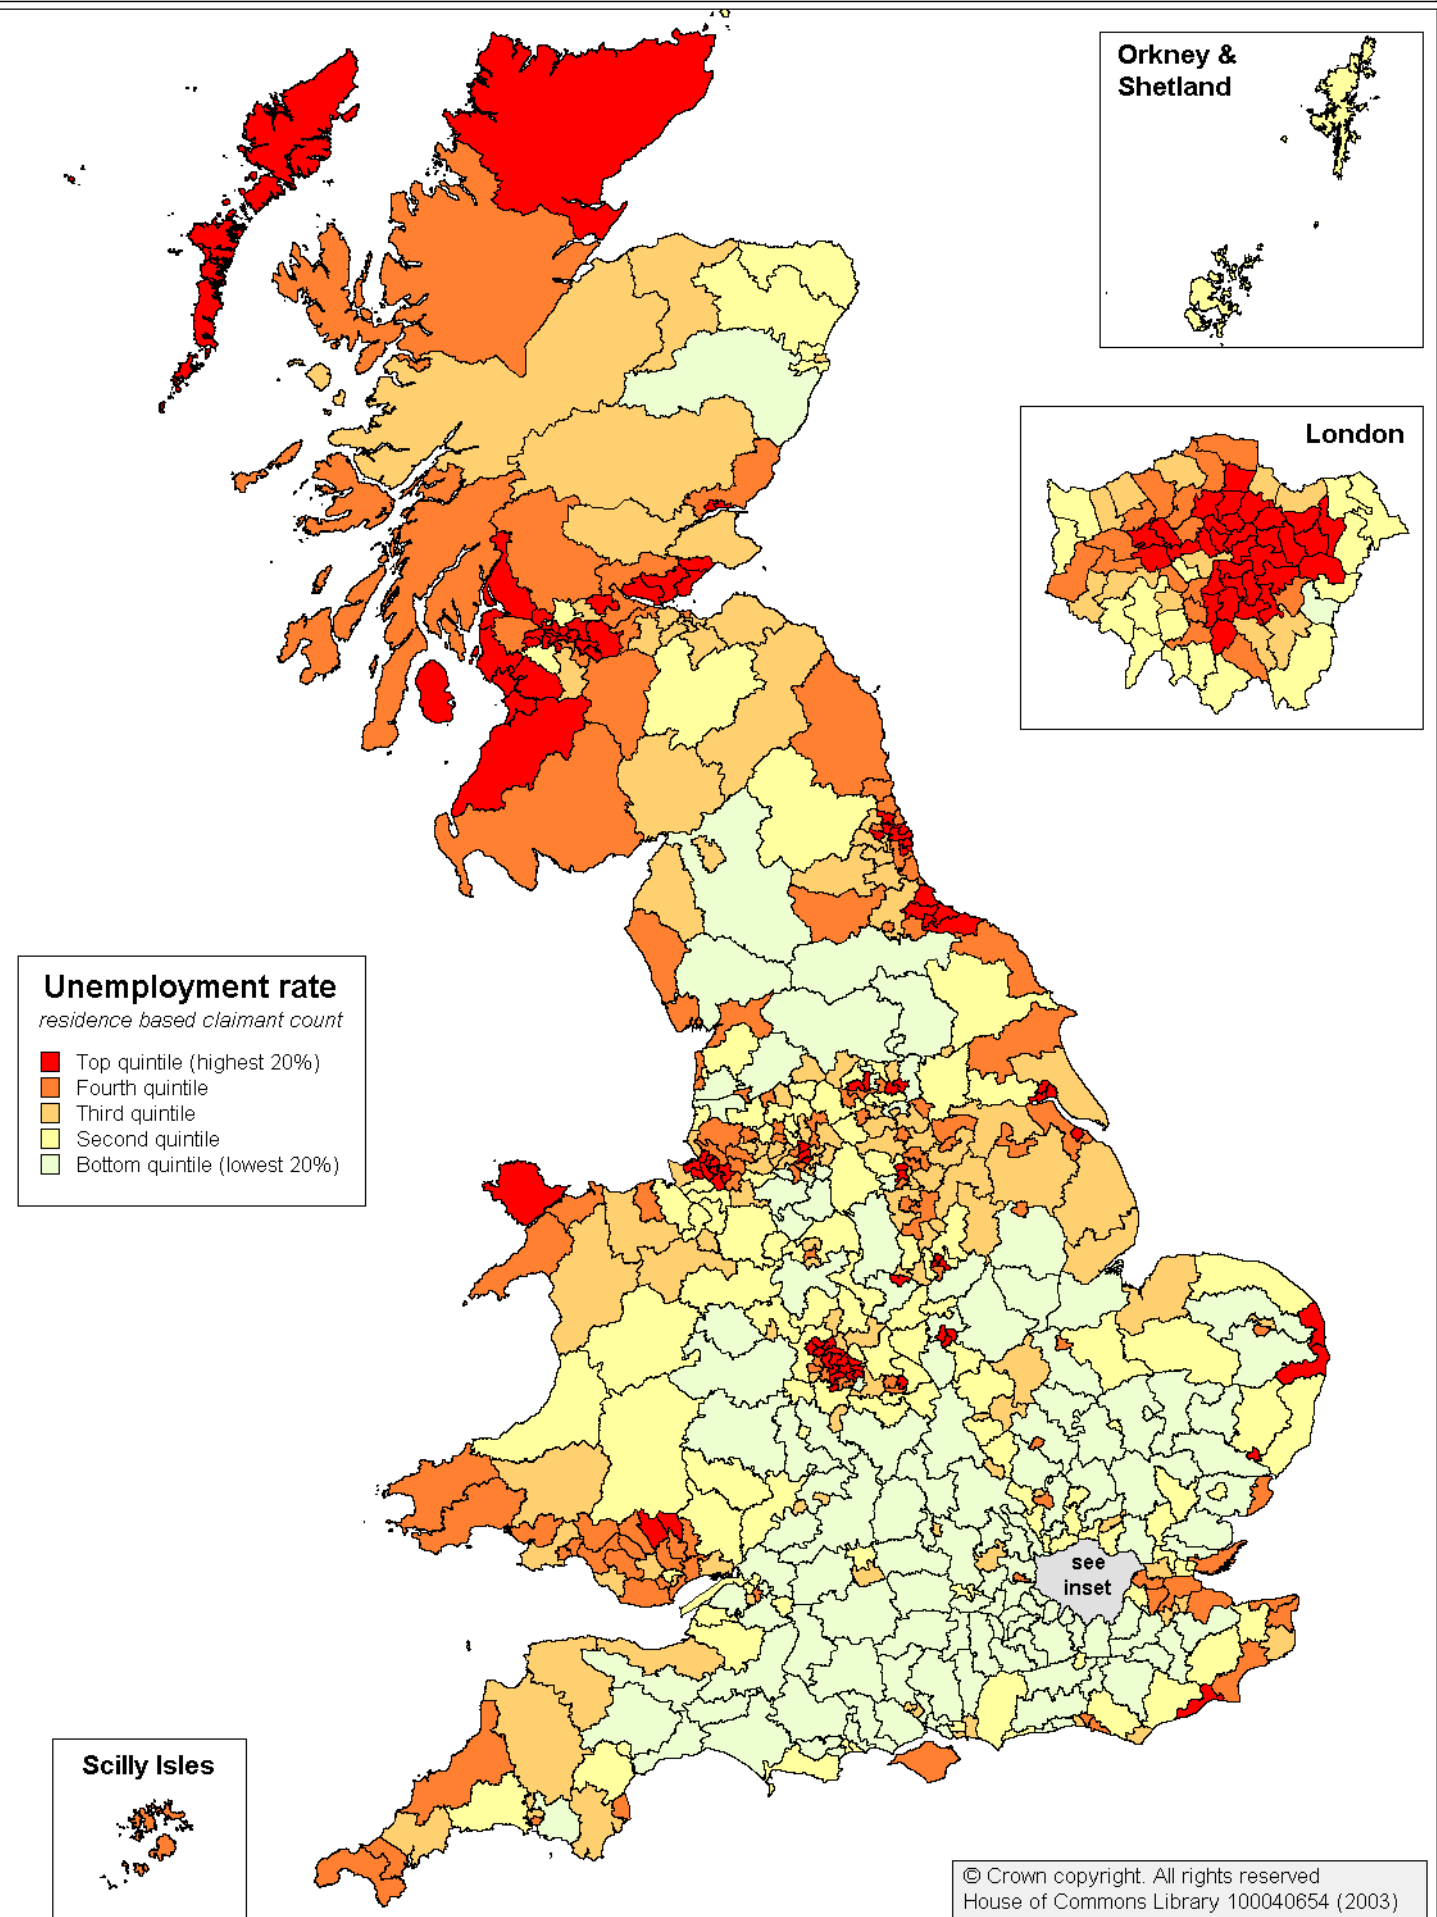 Orkney &
Shetland
London
Unemployment rate
residence based claimant count
Top quintile (highest 20%)
Fourth quintile
Third quintile
Second quintile
Bottom quintile (lowest 20%)
see
inset
Scilly Isles
© Crown copyright. All rights reserved
House of Commons Library 100040654 (2003)